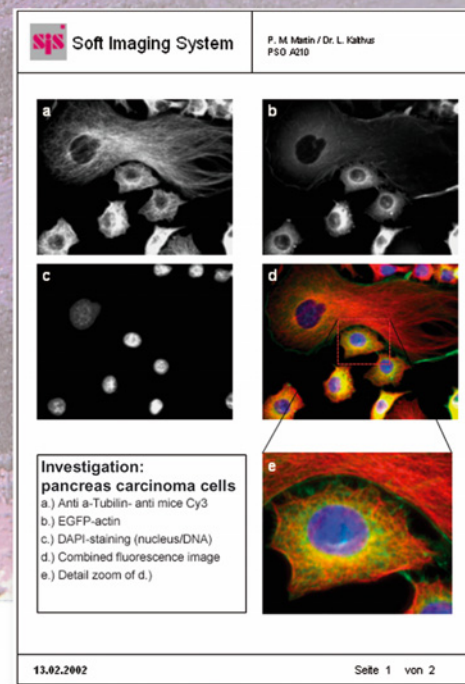 sis Soft Imaging System
P. M. Martin / Dr. L. Kalthus
PSO A210
a
b
c
d
e
Investigation:
pancreas carcinoma cells
a.) Anti a-Tubilin- anti mice Cy3
b.) EGFP-actin
c.) DAPI-staining (nucleus/DNA)
d.) Combined fluorescence image
e.) Detail zoom of d.)
13.02.2002
Seite 1 von 2